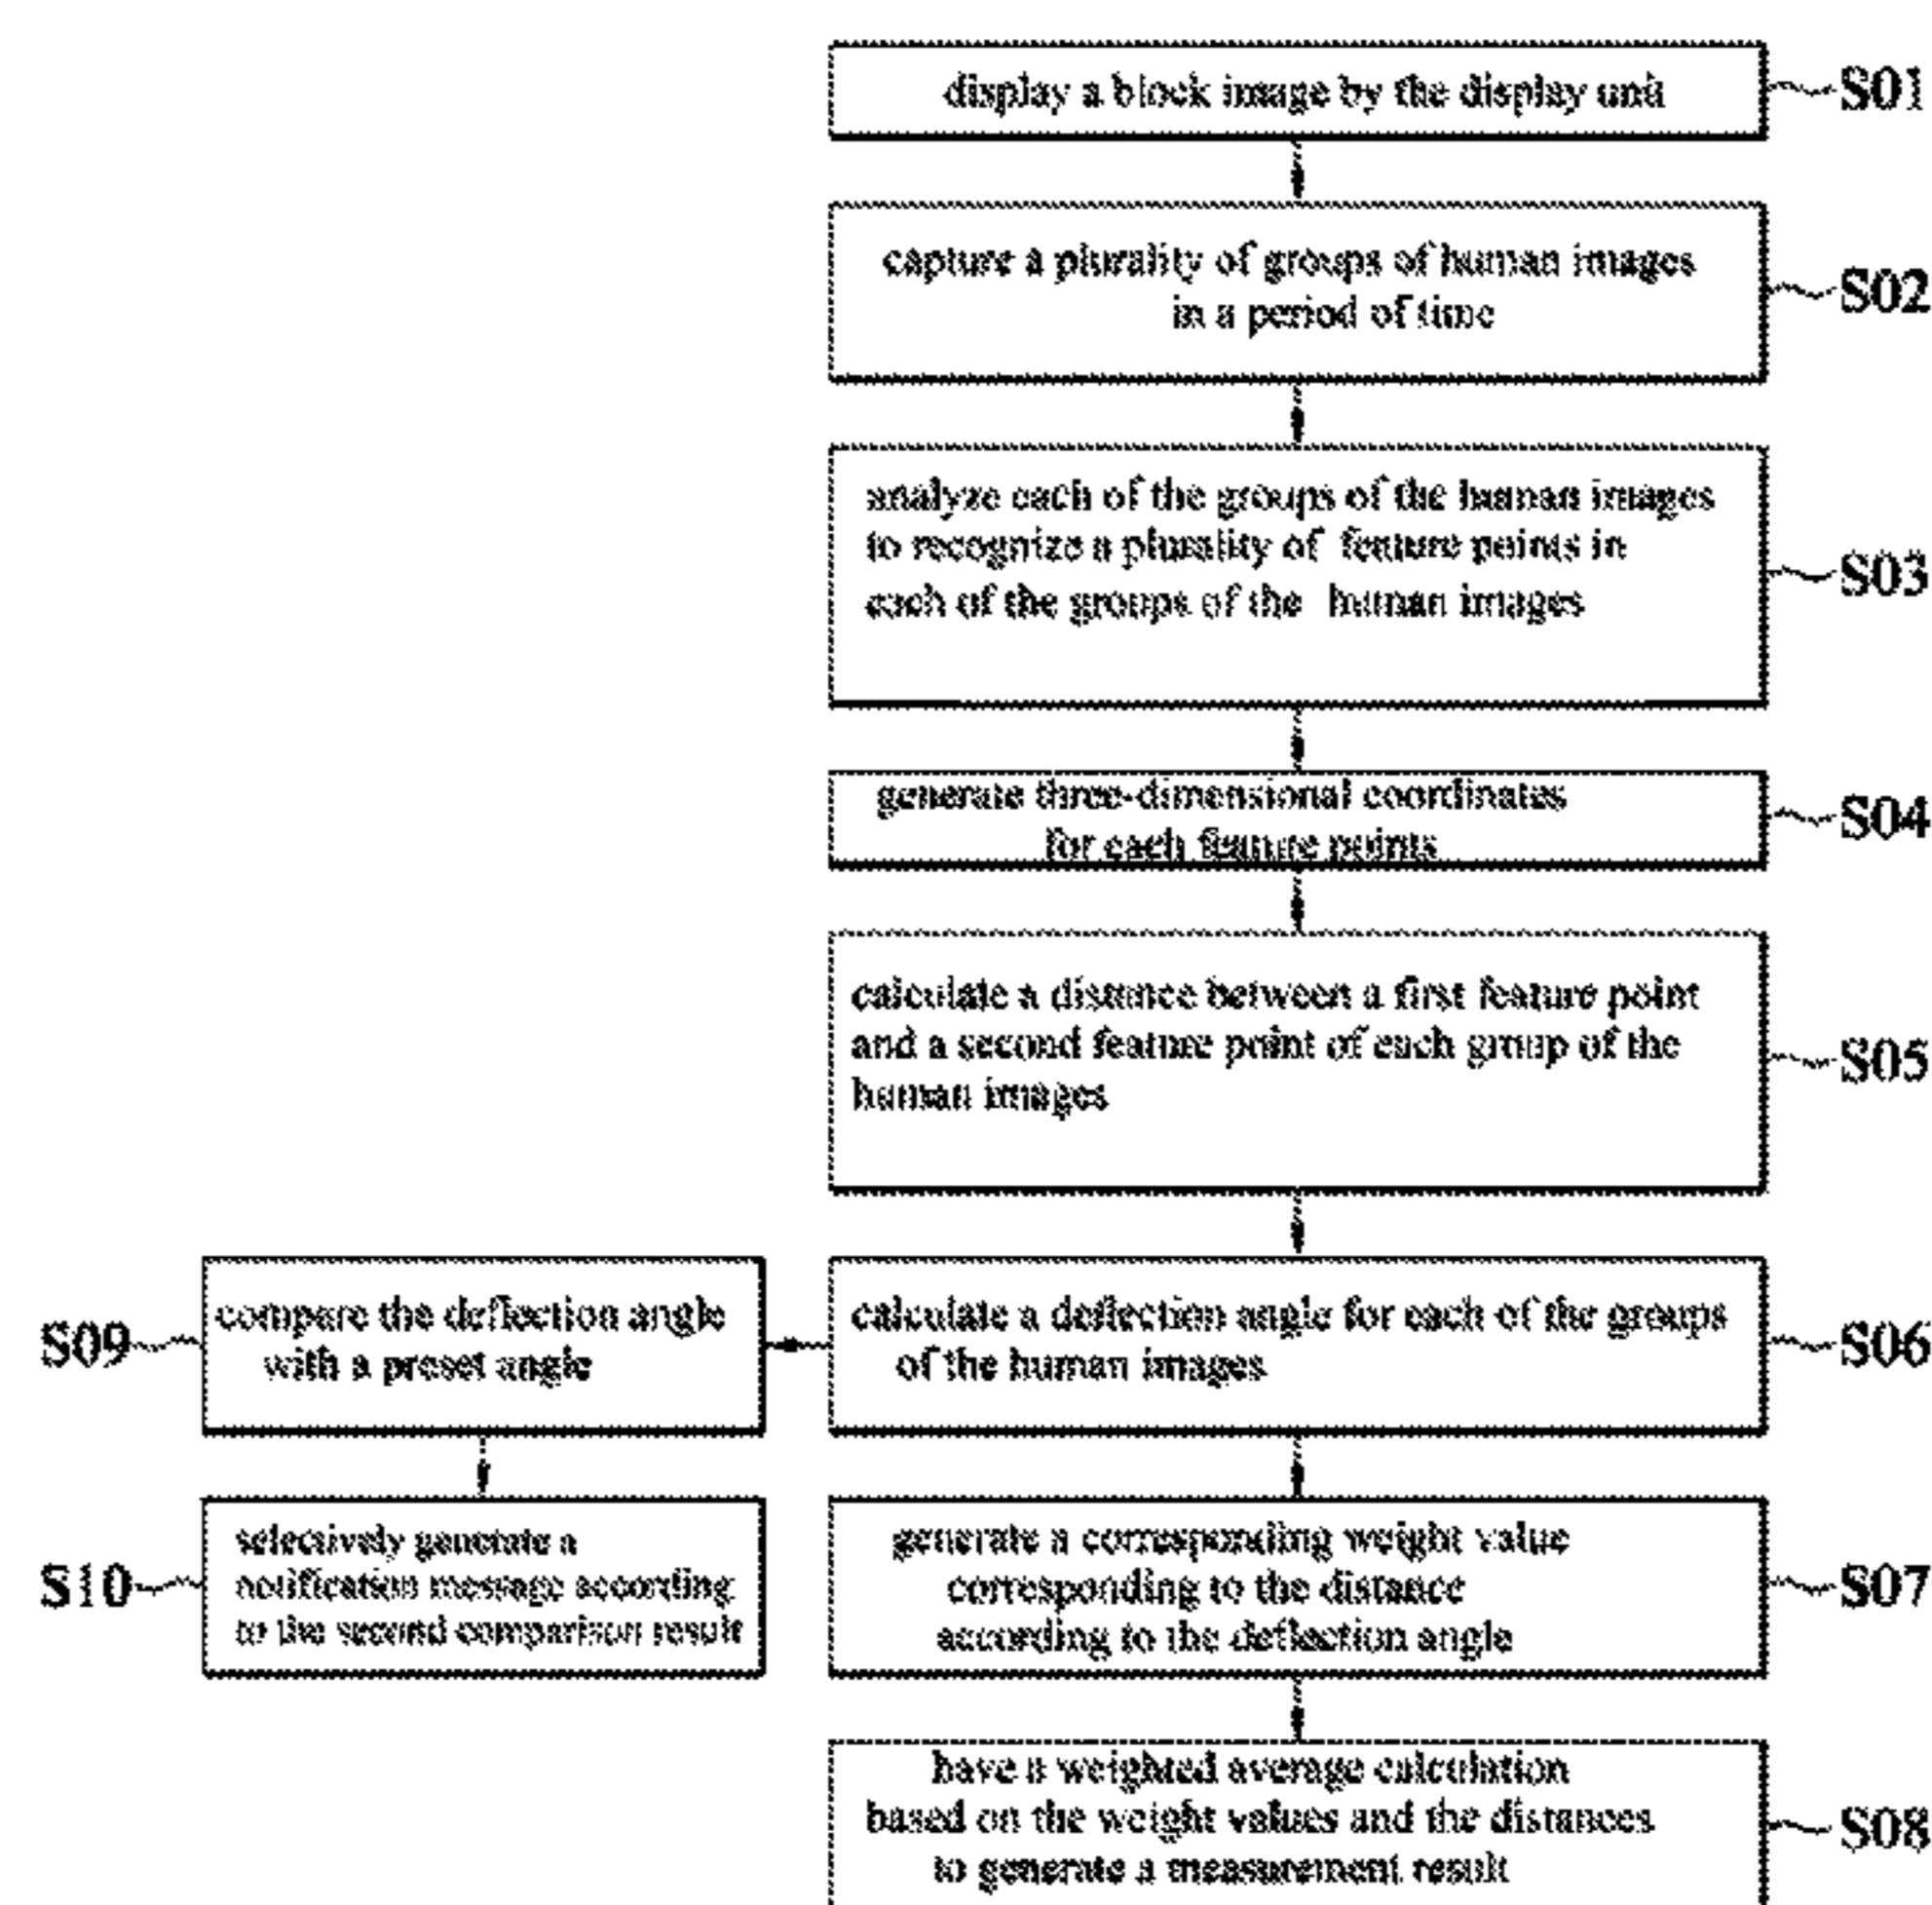 display a block image by the display unit
S01
capture a plurality of groups of human images
in a period of time
S02
analyze each of the groups of the human images
to recognize a plurality of feature points in
each of the groups of the human images
S03
generate three-dimensional coordinates
for each feature points
S04
calculate a distance between a first feature point
and a second feature point of each group of the
human images
S05
calculate a deflection angle for each of the groups
of the human images
S06
S09
compare the deflection angle
with a preset angle
generate a corresponding weight value
corresponding to the distance
according to the deflection angle
S07
S10
selectively generate a
notification message according
to the second comparison result
have a weighted average calculation
based on the weight values and the distances
to generate a measurement result
S08